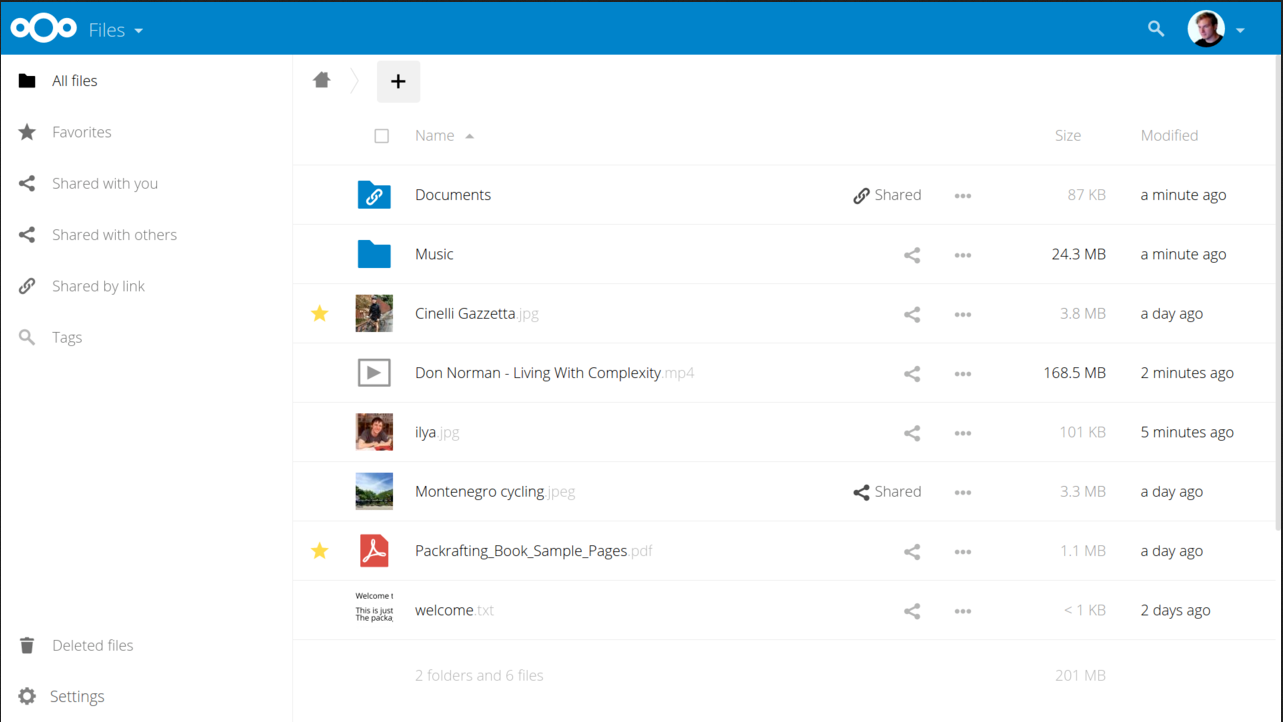 Files
All files
Favorites
Shared with you
Shared with others
Shared by link
Tags
Deleted files
Settings
Name Size Modified
Documents Shared ••• 87 KB a minute ago
Music ••• 24.3 MB a minute ago
Cinelli Gazzetta.jpg ••• 3.8 MB a day ago
Don Norman - Living With Complexity.mp4 ••• 168.5 MB 2 minutes ago
ilya.jpg ••• 101 KB 5 minutes ago
Montenegro cycling.jpeg Shared ••• 3.3 MB a day ago
Packrafting_Book_Sample_Pages.pdf ••• 1.1 MB a day ago
Welcome t
This is just
The packa
welcome.txt ••• < 1 KB 2 days ago
2 folders and 6 files 201 MB